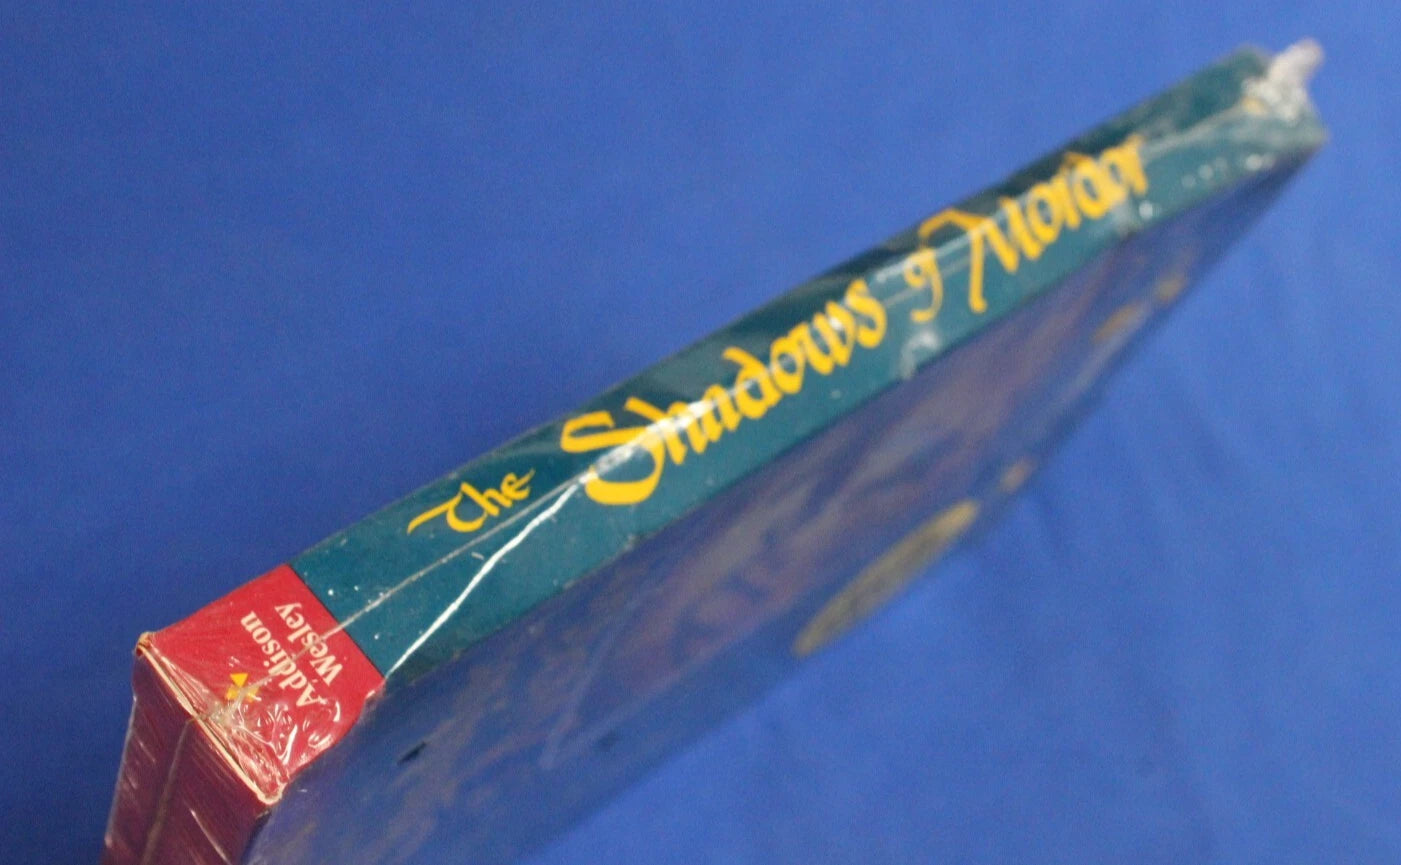 The Shadows of Mordor
Addison
Wesley